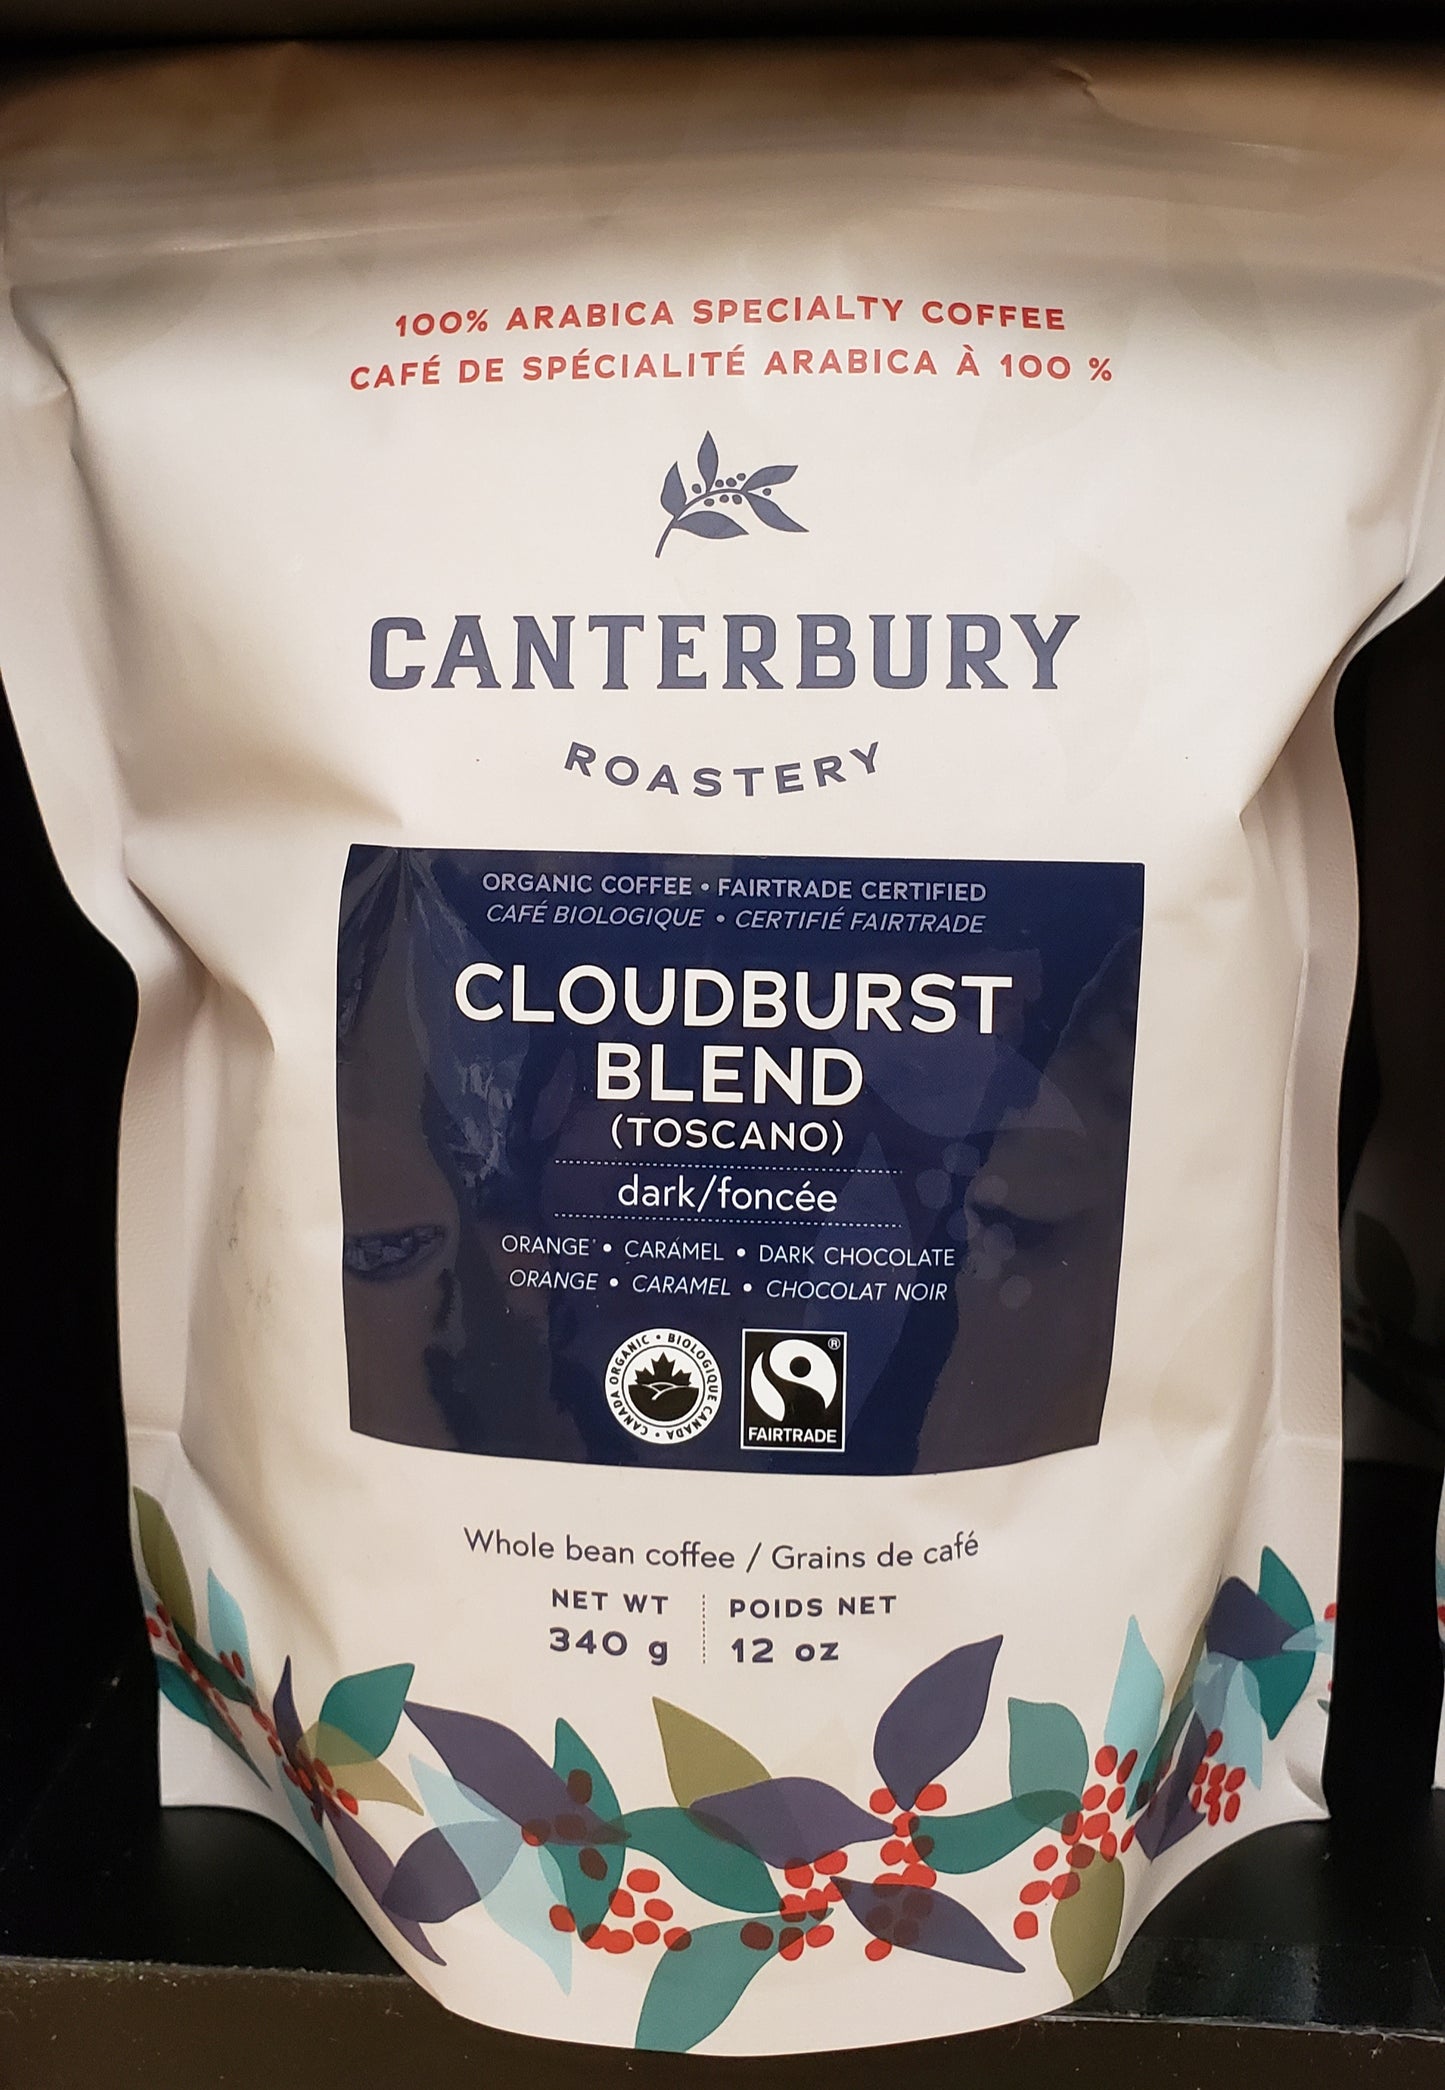 100% ARABICA SPECIALTY COFFEE
CAFÉ DE SPÉCIALITÉ ARABICA À 100 %
CANTERBURY
ROASTERY
ORGANIC COFFEE • FAIRTRADE CERTIFIED
CAFÉ BIOLOGIQUE • CERTIFIÉ FAIRTRADE
CLOUDBURST
BLEND
(TOSCANO)
dark/foncée
ORANGE • CARAMEL • DARK CHOCOLATE
ORANGE • CARAMEL • CHOCOLAT NOIR
CANADA ORGANIC • BIOLOGIQUE CANADA •
®
FAIRTRADE
Whole bean coffee / Grains de café
NET WT POIDS NET
340 g 12 oz